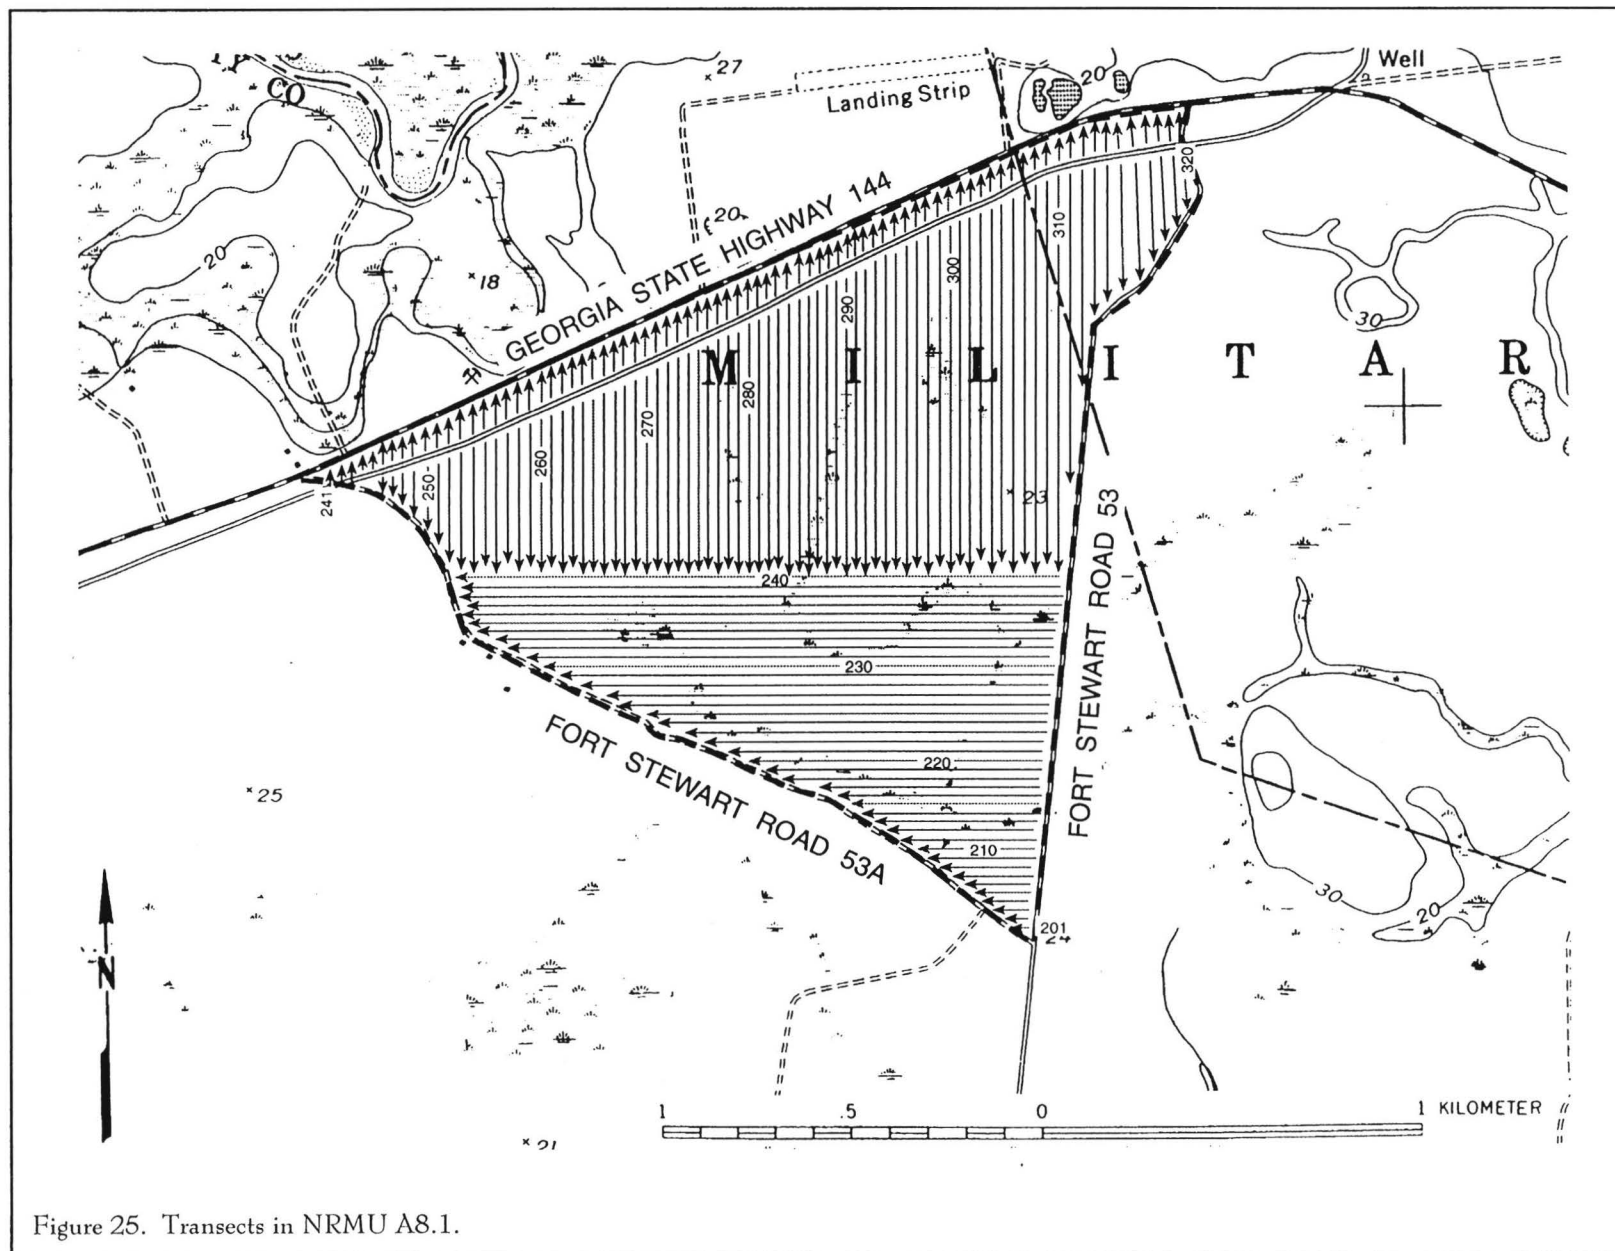 CO
27
Landing Strip
20
Well
20
GEORGIA STATE HIGHWAY 144
320
310
300
290
280
270
260
250
241
20
18
M I L I T A R
30
23
240
230
220
210
201
24
FORT STEWART ROAD 53
FORT STEWART ROAD 53A
25
30
20
N
21
1 .5 0 1 KILOMETER
Figure 25. Transects in NRMU A8.1.